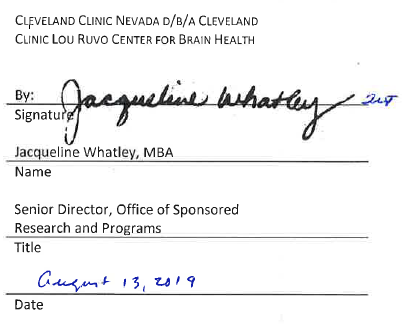 CLEVELAND CLINIC NEVADA D/B/A CLEVELAND
CLINIC LOU RUVO CENTER FOR BRAIN HEALTH
By: Jacqueline Whatley
Signature
Jacqueline Whatley, MBA
Name
Senior Director, Office of Sponsored
Research and Programs
Title
August 13, 2019
Date